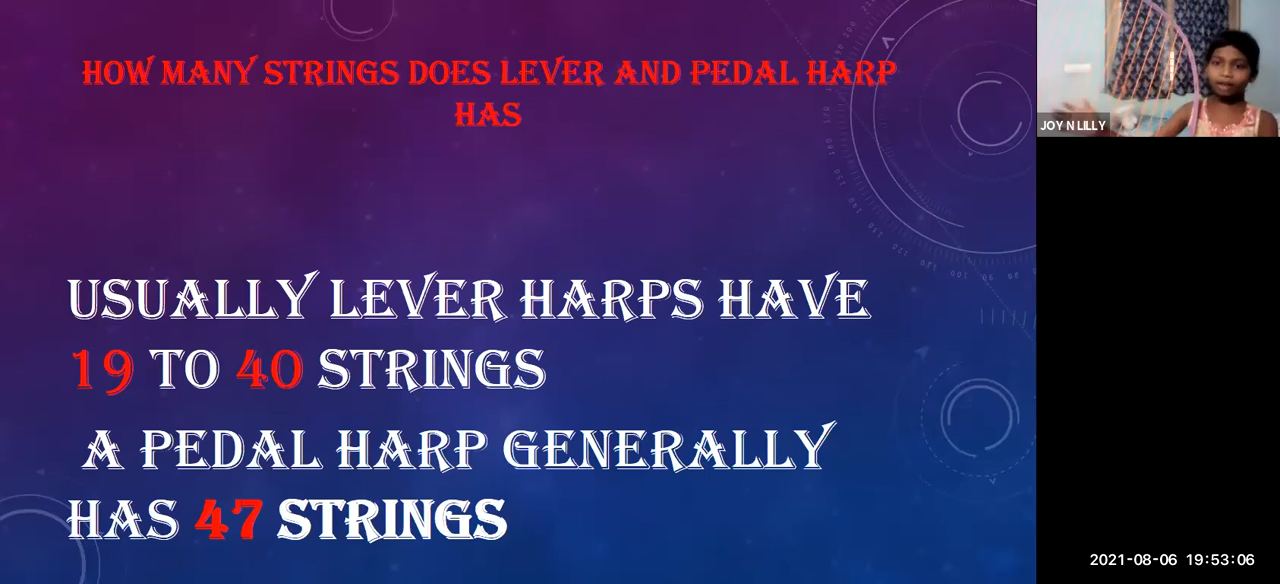 HOW MANY STRINGS DOES LEVER AND PEDAL HARP
HAS
USUALLY LEVER HARPS HAVE
19 TO 40 STRINGS
A PEDAL HARP GENERALLY
HAS 47 STRINGS
JOY N LILLY
2021-08-06 19:53:06